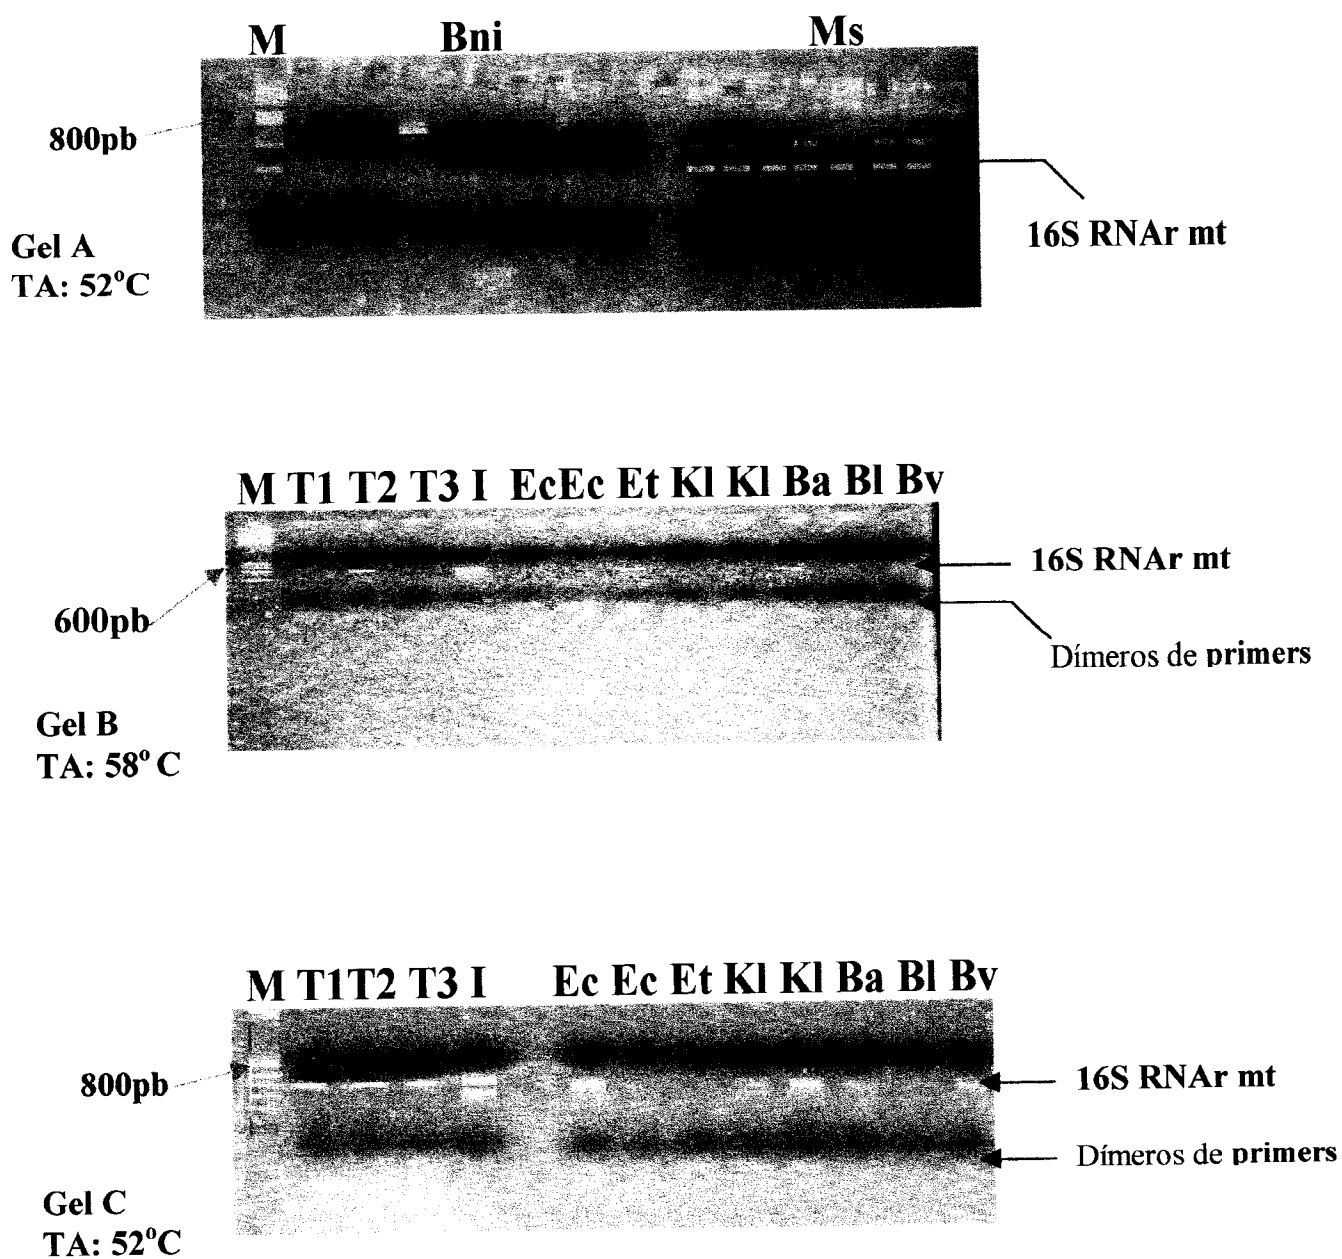 M Bni Ms
800pb
16S RNAr mt
Gel A
TA: 52°C
M T1 T2 T3 I EcEc Et Kl Kl Ba Bl Bv
16S RNAr mt
600pb
Dímeros de primers
Gel B
TA: 58° C
M T1T2 T3 I Ec Ec Et Kl Kl Ba Bl Bv
800pb
16S RNAr mt
Dímeros de primers
Gel C
TA: 52°C